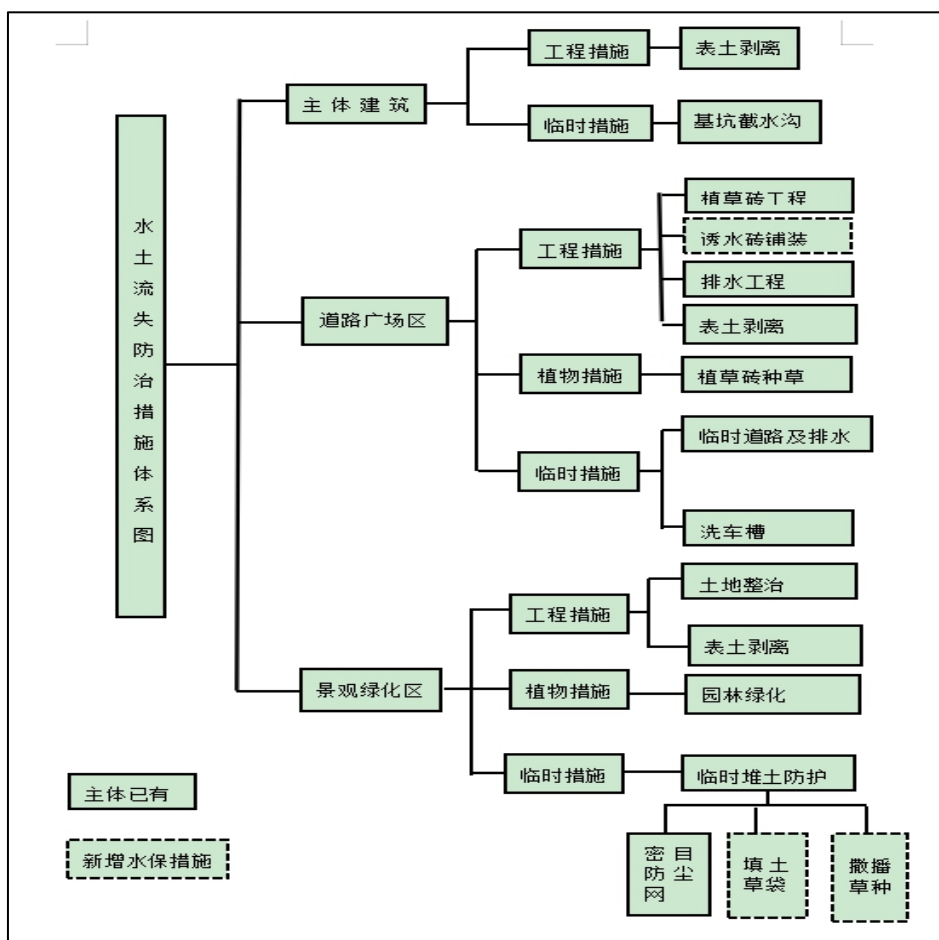 水土流失防治措施体系图
主体建筑
工程措施
表土剥离
临时措施
基坑截水沟
道路广场区
工程措施
植草砖工程
透水砖铺装
排水工程
表土剥离
植物措施
植草砖种草
临时措施
临时道路及排水
洗车槽
景观绿化区
工程措施
土地整治
表土剥离
植物措施
园林绿化
临时措施
临时堆土防护
密目
防尘
网
填土
草袋
撒播
草种
主体已有
新增水保措施